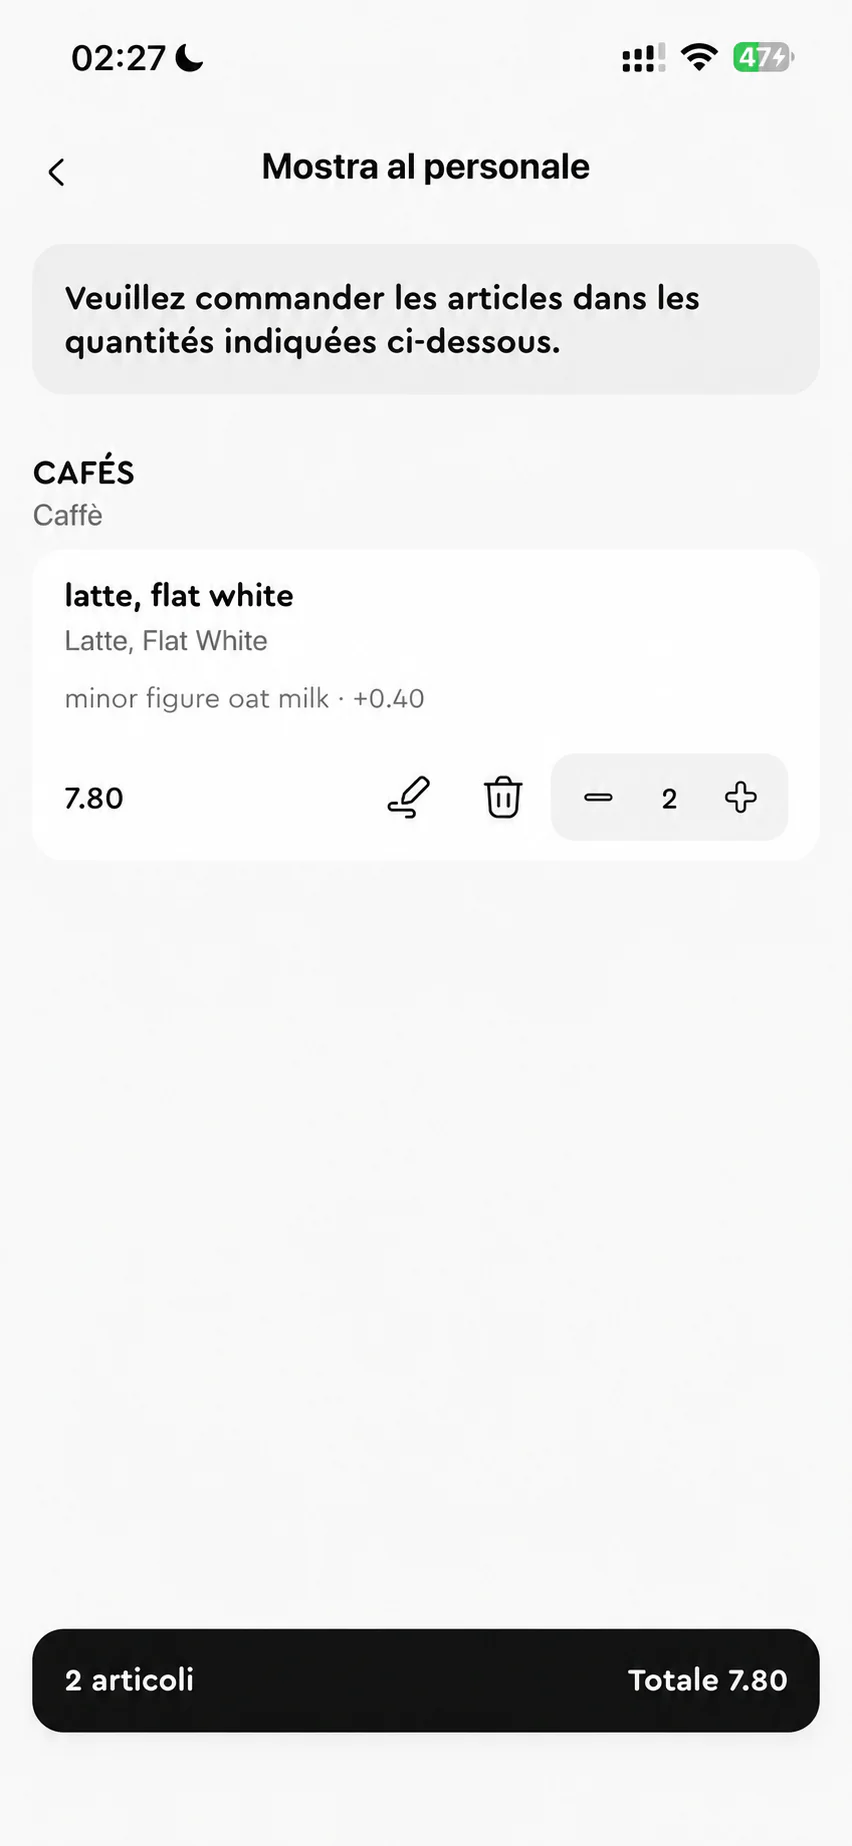 02:27
47
Mostra al personale
Veuillez commander les articles dans les
quantités indiquées ci-dessous.
CAFÉS
Caffè
latte, flat white
Latte, Flat White
minor figure oat milk · +0.40
7.80
2
2 articoli
Totale 7.80